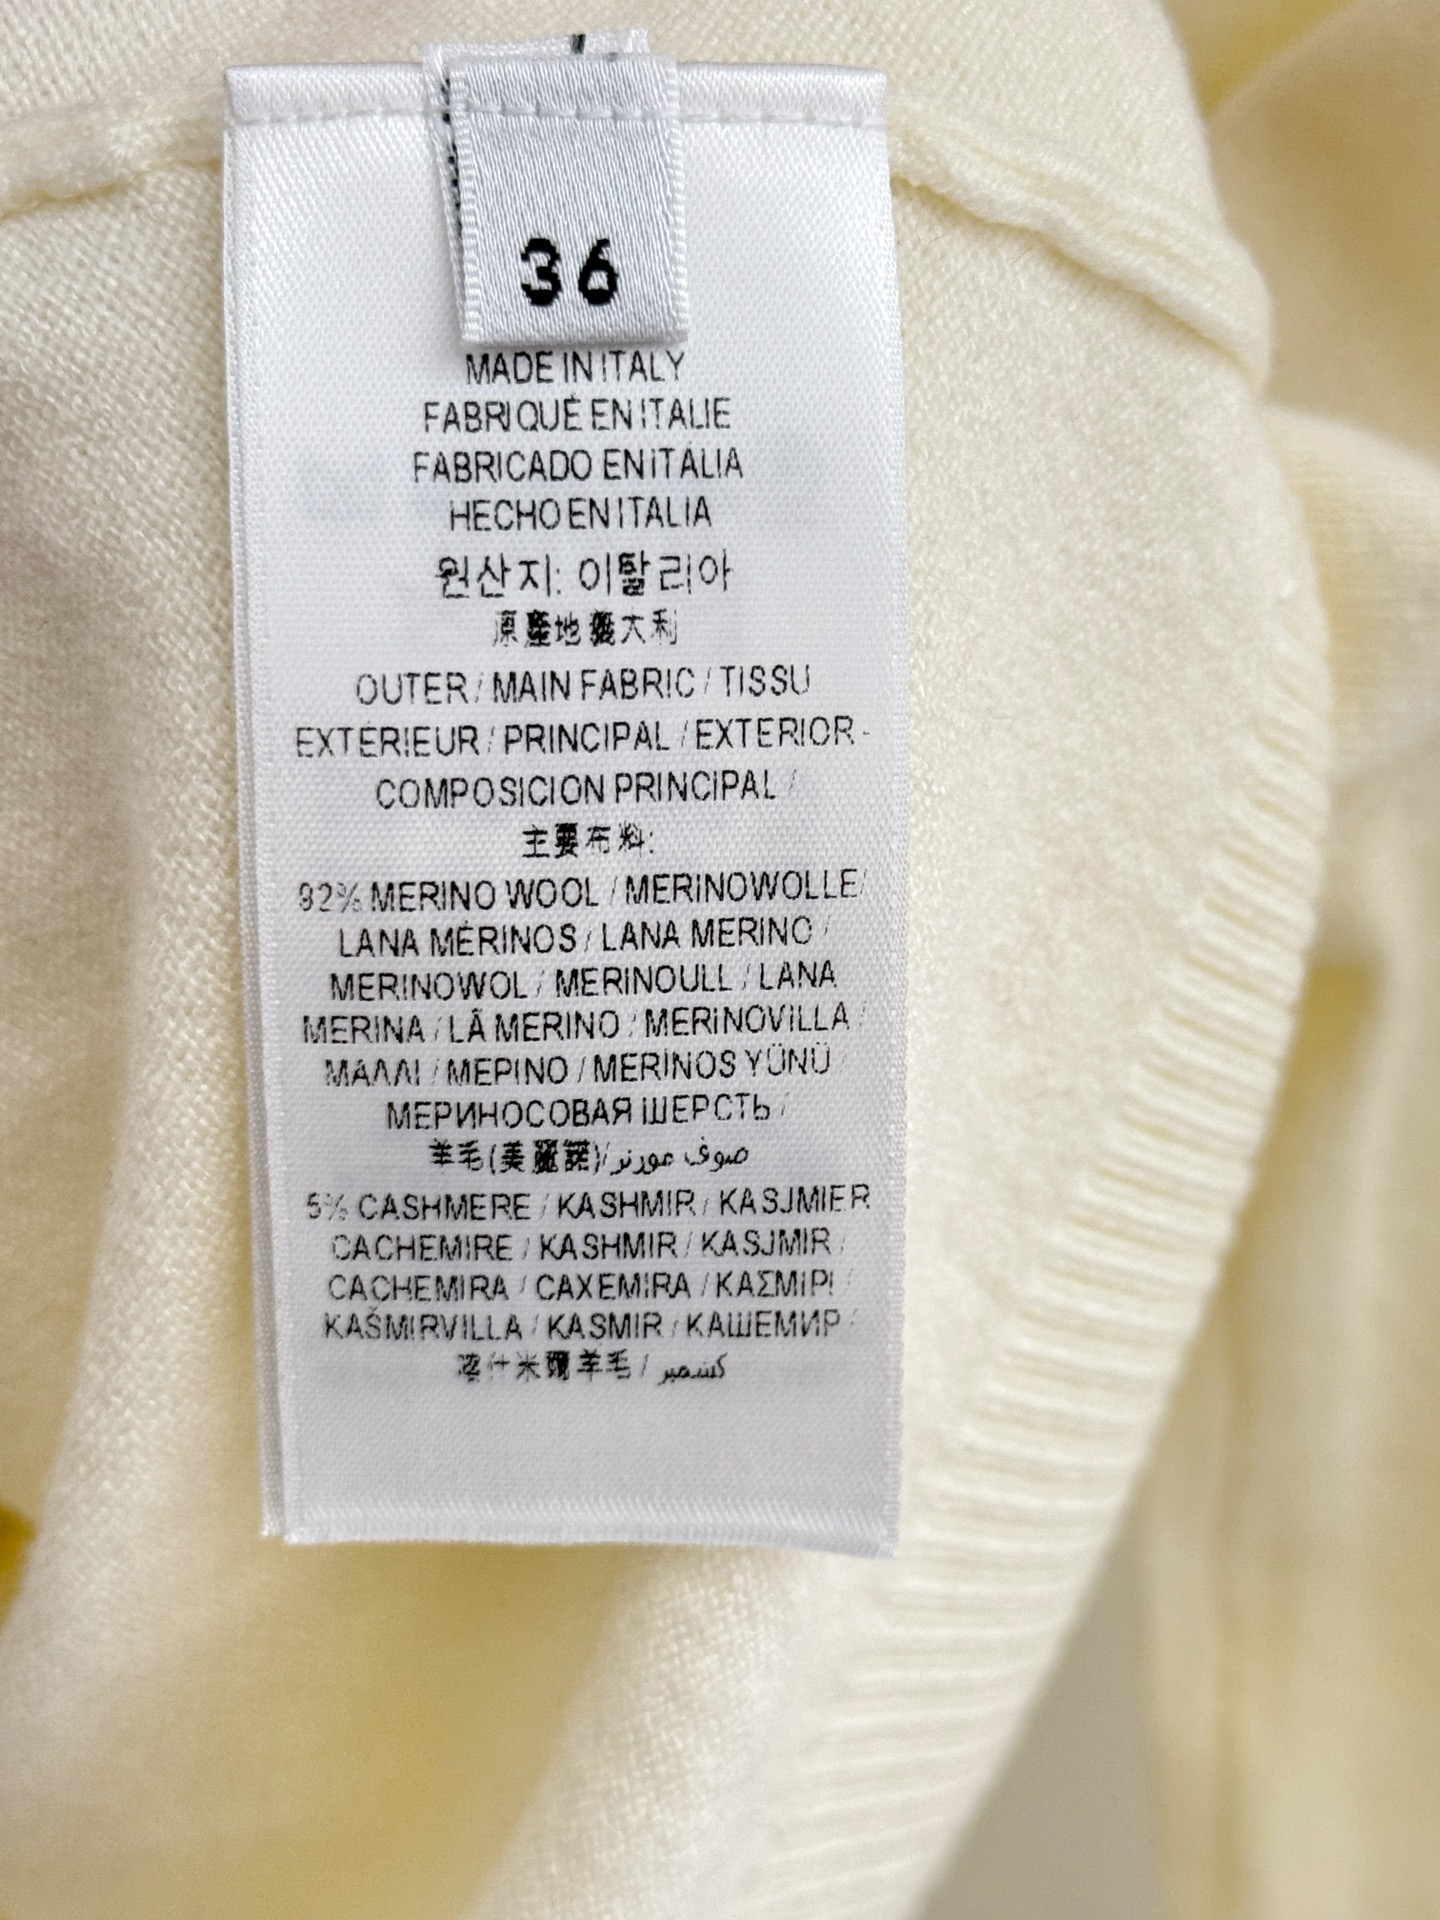 36
MADE IN ITALY
FABRIQUÉ EN ITALIE
FABRICADO EN ITÁLIA
HECHO EN ITALIA
원산지: 이탈리아
原產地義大利
OUTER / MAIN FABRIC / TISSU
EXTÉRIEUR / PRINCIPAL / EXTERIOR -
COMPOSICION PRINCIPAL /
主要布料:
92% MERINO WOOL / MERINOWOLLE/
LANA MÉRINOS / LANA MERINO /
MERINOWOL / MERINOULL / LANA
MERINA / LÃ MERINO / MERINOVILLA /
ΜΑΛΛΙ / ΜΕΡΙΝΟ / MERİNOS YÜNÜ /
МЕРИНОСОВАЯ ШЕРСТЬ /
羊毛(美麗諾)/صوف مورنر
5% CASHMERE / KASHMIR / KASJMIER
CACHEMIRE / KASHMIR / KASJMIR /
CACHEMIRA / CAXEMIRA / ΚΑΣΜΙΡΙ /
KAŠMIRVILLA / KASMIR / КАШЕМИР /
喀什米爾羊毛 / كشمير